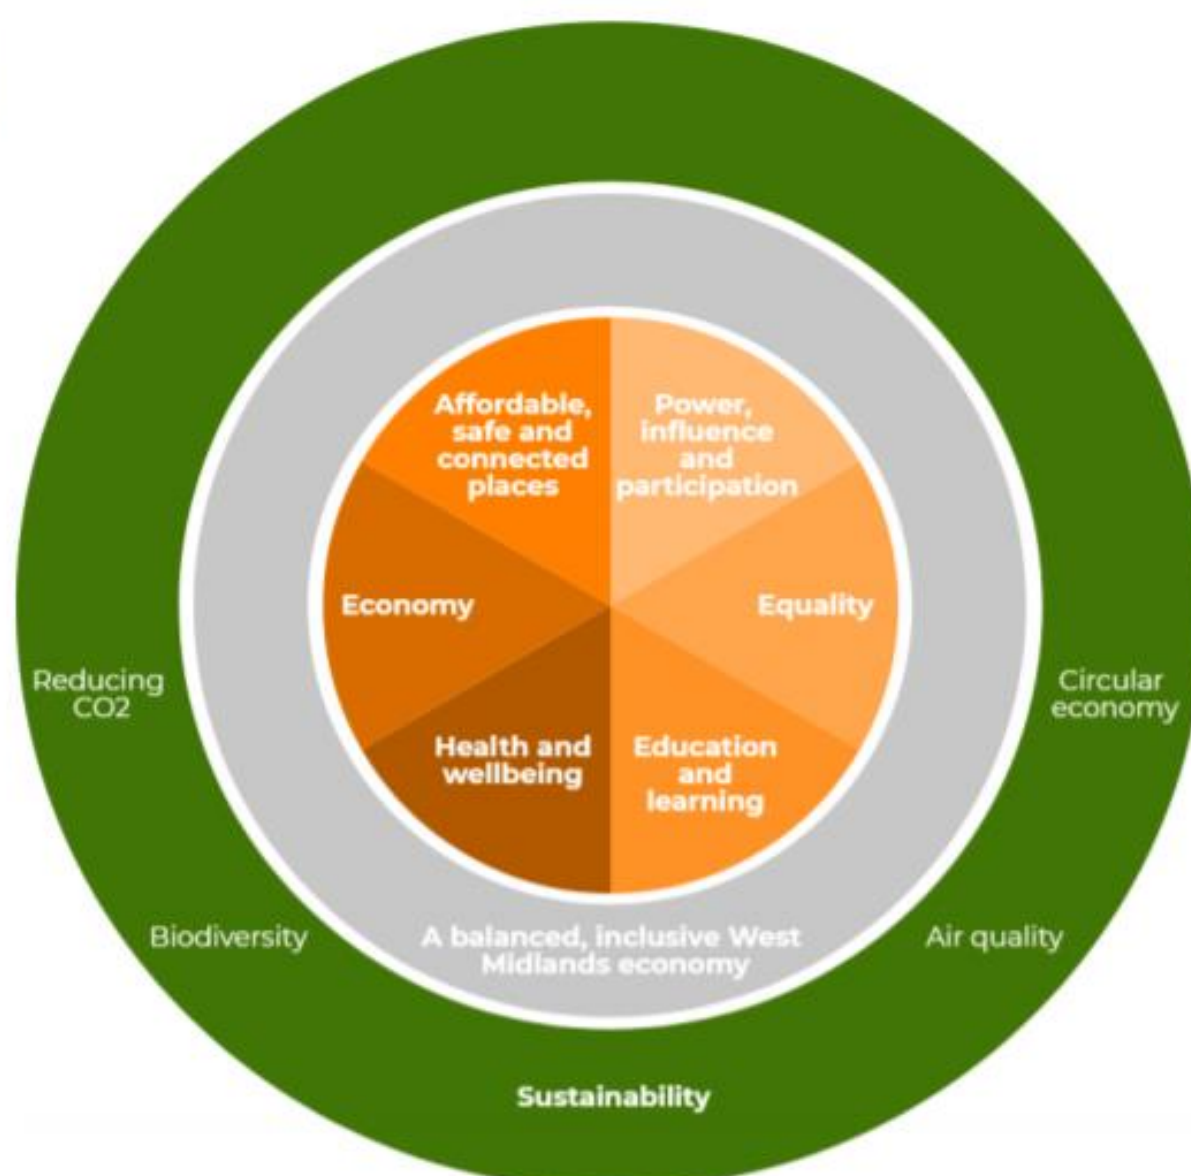 Affordable,
safe and
connected
places
Power,
influence
and
participation
Economy
Equality
Health and
wellbeing
Education
and
learning
Reducing
CO2
Circular
economy
Biodiversity
A balanced, inclusive West
Midlands economy
Air quality
Sustainability